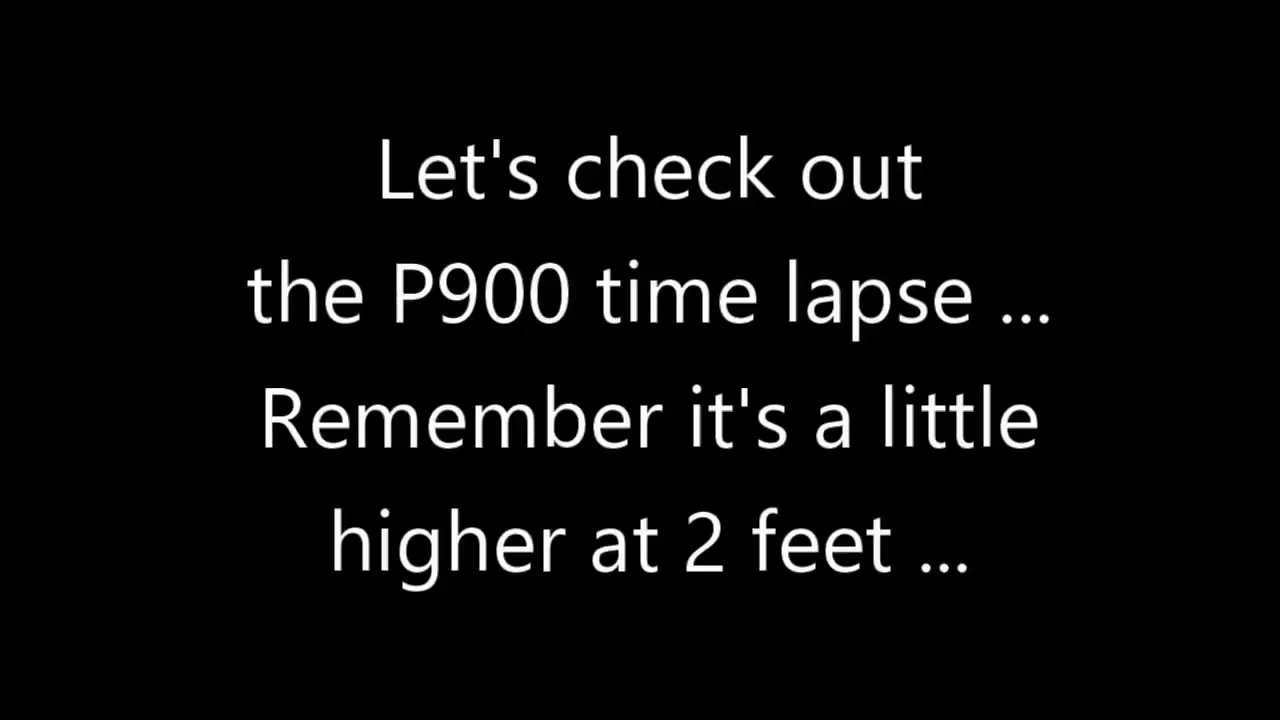 Let's check out
the P900 time lapse ...
Remember it's a little
higher at 2 feet ...